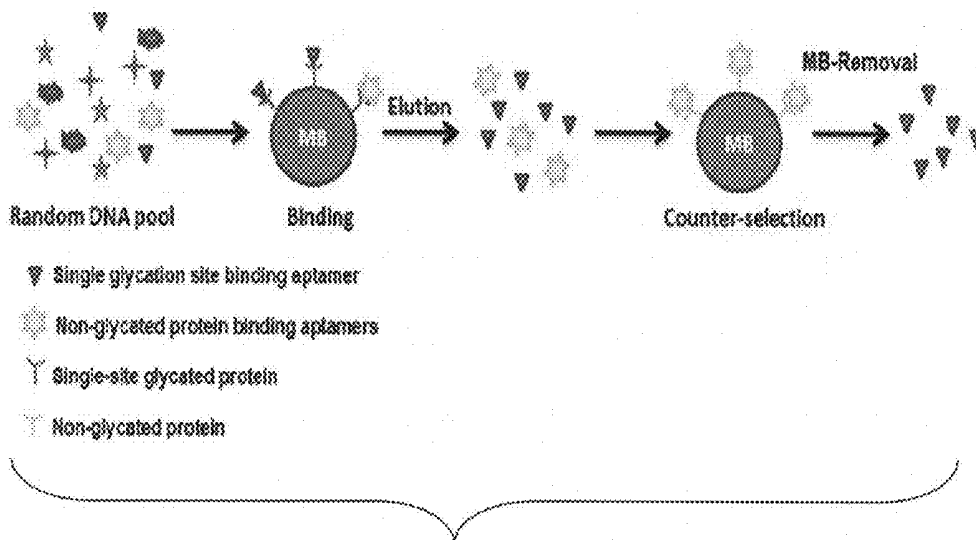 MB-Removal
Elution
MB
MB
Random DNA pool
Binding
Counter-selection
Single glycation site binding aptamer
Non-glycated protein binding aptamers
Single-site glycated protein
Non-glycated protein